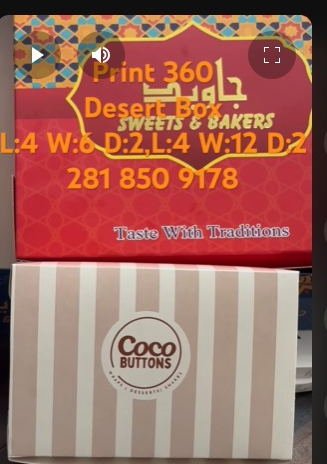 Print 360
Desert Box
L:4 W:6 D:2,L:4 W:12 D:2
281 850 9178
SWEETS & BAKERS
Taste With Traditions
Coco
BUTTONS